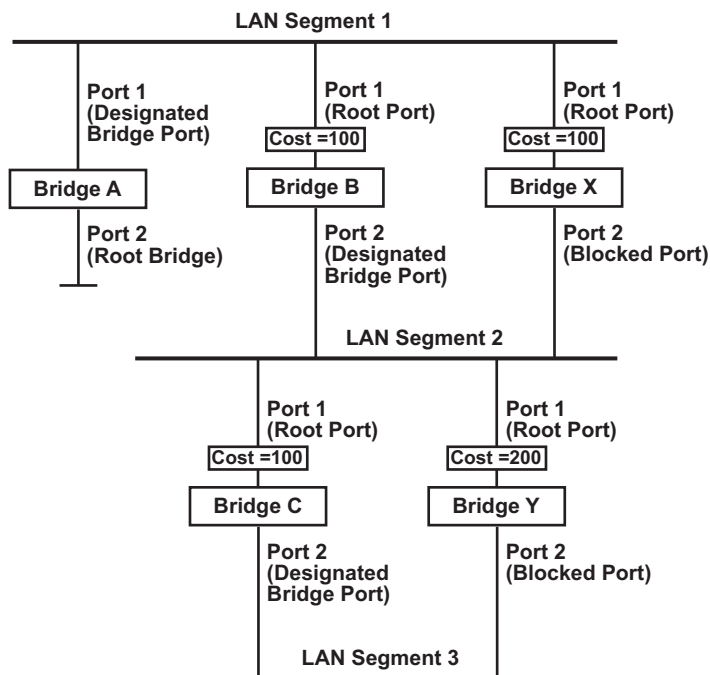 LAN Segment 1
Port 1
(Designated
Bridge Port)
Port 1
(Root Port)
Cost =100
Port 1
(Root Port)
Cost =100
Bridge A
Bridge B
Bridge X
Port 2
(Root Bridge)
Port 2
(Designated
Bridge Port)
Port 2
(Blocked Port)
LAN Segment 2
Port 1
(Root Port)
Cost =100
Port 1
(Root Port)
Cost =200
Bridge C
Bridge Y
Port 2
(Designated
Bridge Port)
Port 2
(Blocked Port)
LAN Segment 3